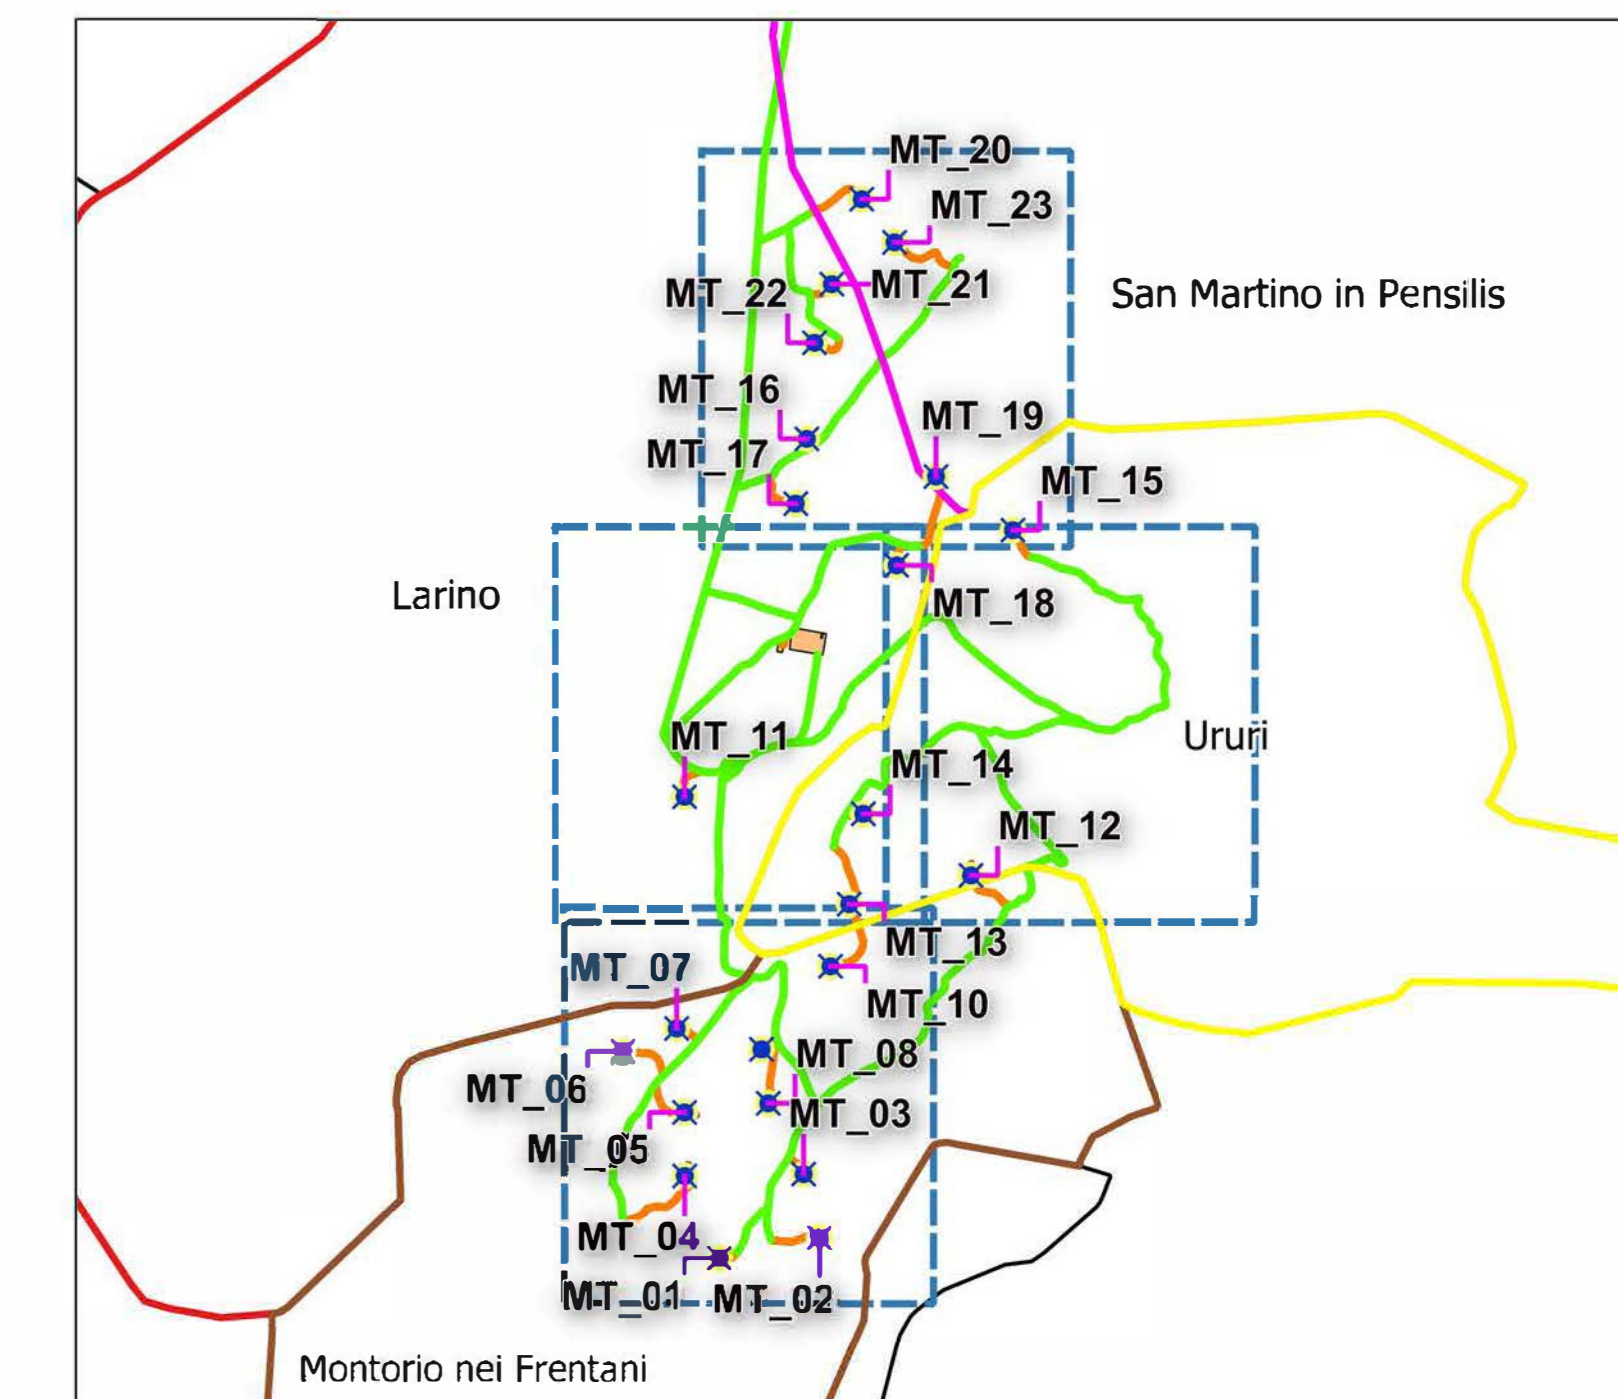 MT_20
MT_23
MT_21
MT_22
San Martino in Pensilis
MT_16
MT_19
MT_17
MT_15
Larino
MT_18
MT_11
Ururi
MT_14
MT_12
MT_13
MT_07
MT_10
MT_08
MT_06
MT_03
MT_05
MT_04
MT_01
MT_02
Montorio nei Frentani